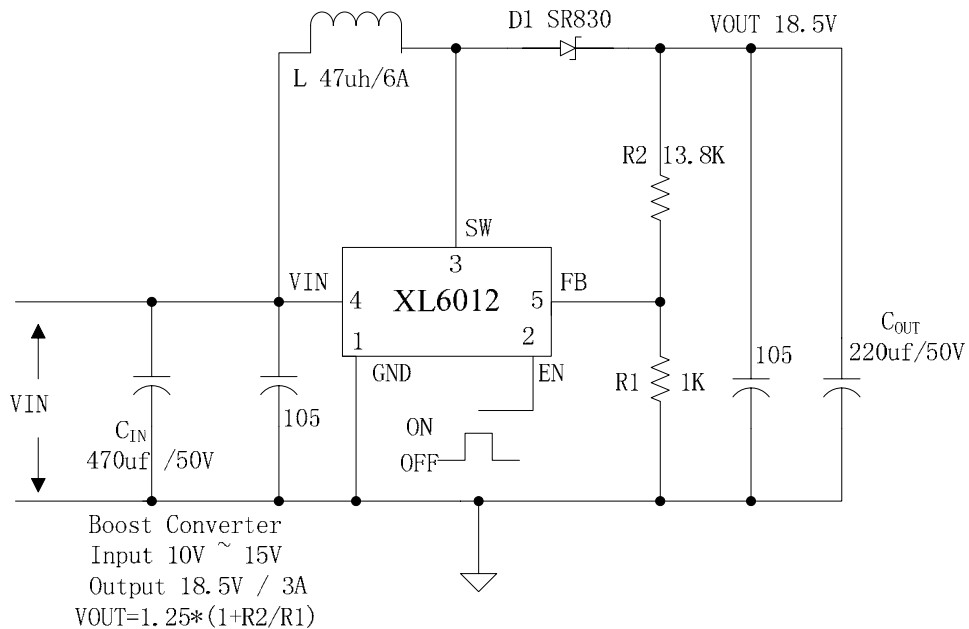 D1 SR830
VOUT 18.5V
L 47uh/6A
R2 13.8K
SW
3
VIN
4
XL6012
5
FB
1
2
GND
EN
R1 1K
105
COUT
220uf/50V
VIN
CIN
470uf /50V
105
ON
OFF
Boost Converter
Input 10V ~ 15V
Output 18.5V / 3A
VOUT=1.25*(1+R2/R1)